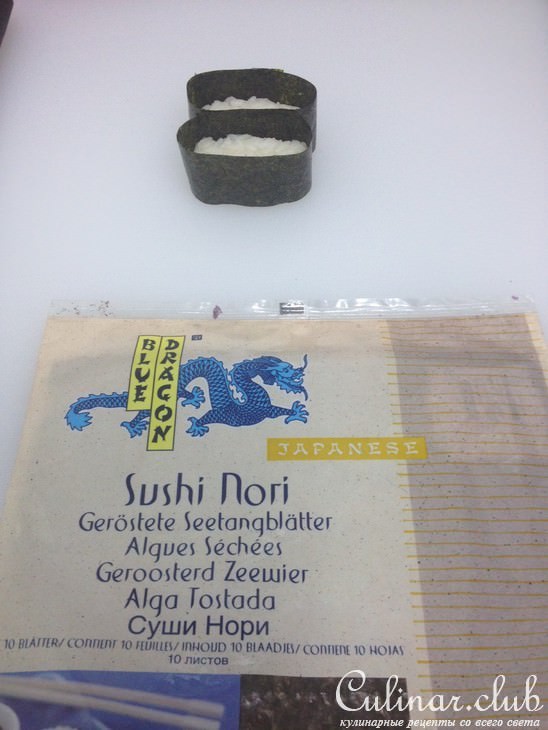 BLUE
DRAGON
JAPANESE
Sushi Nori
Geröstete Seetangblätter
Algues Séchées
Geroosterd Zeewier
Alga Tostada
Суши Нори
10 BLÄTTER/ CONTIENT 10 FEUILLES/ INHOUD 10 BLAADJES/ CONTIENE 10 HOJAS
10 листов
Culinar.club
кулинарные рецепты со всего света